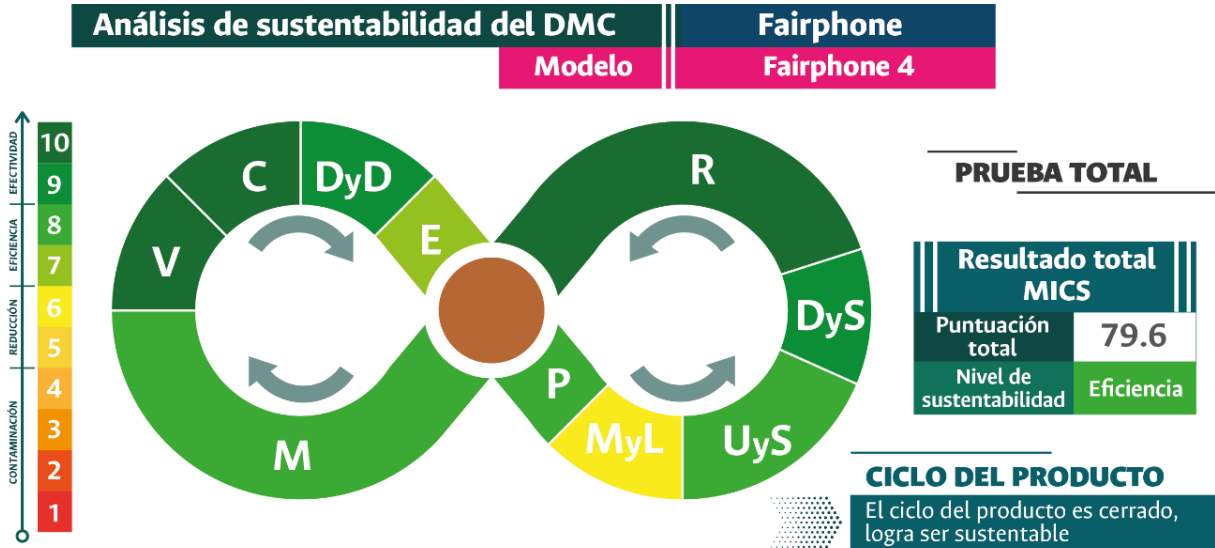 Análisis de sustentabilidad del DMC
Fairphone
Modelo
Fairphone 4
EFECTIVIDAD
EFICIENCIA
REDUCCIÓN
CONTAMINACIÓN
10
9
8
7
6
5
4
3
2
1
V
C
DyD
E
M
R
DyS
UyS
MyL
P
PRUEBA TOTAL
Resultado total
MICS
Puntuación
total
79.6
Nivel de
sustentabilidad
Eficiencia
CICLO DEL PRODUCTO
El ciclo del producto es cerrado,
logra ser sustentable